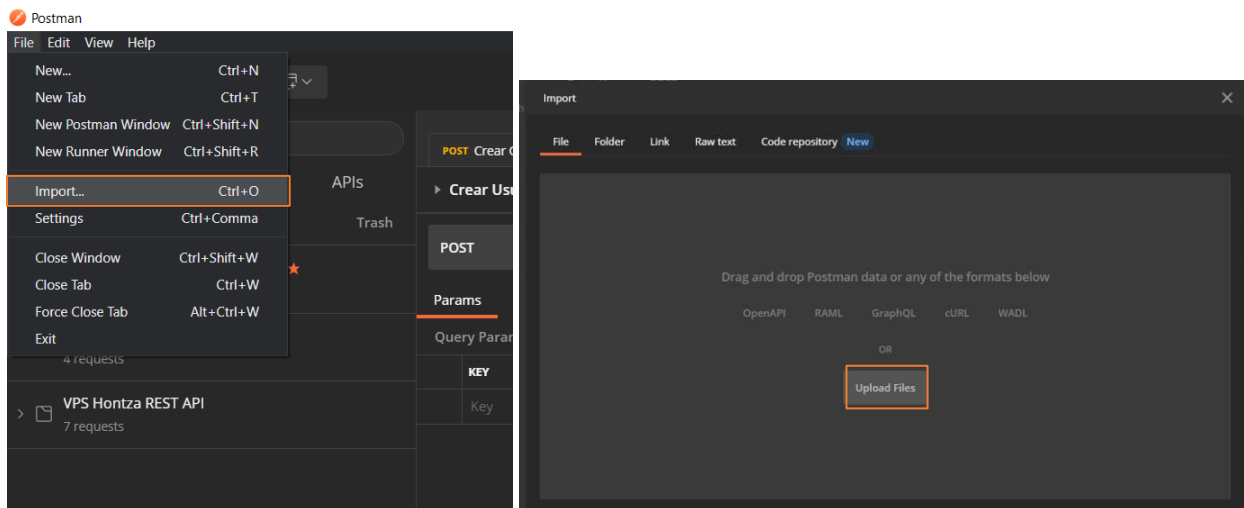 Postman
File Edit View Help
New... Ctrl+N
New Tab Ctrl+T
New Postman Window Ctrl+Shift+N
New Runner Window Ctrl+Shift+R
Import... Ctrl+O
Settings Ctrl+Comma
Close Window Ctrl+Shift+W
Close Tab Ctrl+W
Force Close Tab Alt+Ctrl+W
Exit
APIs
Trash
4 requests
VPS Hontza REST API
7 requests
POST Crear
Crear
POST
Params
Query
KEY
Key
Import
File Folder Link Raw text Code repository New
Drag and drop Postman data or any of the formats below
OpenAPI RAML GraphQL cURL WADL
OR
Upload Files